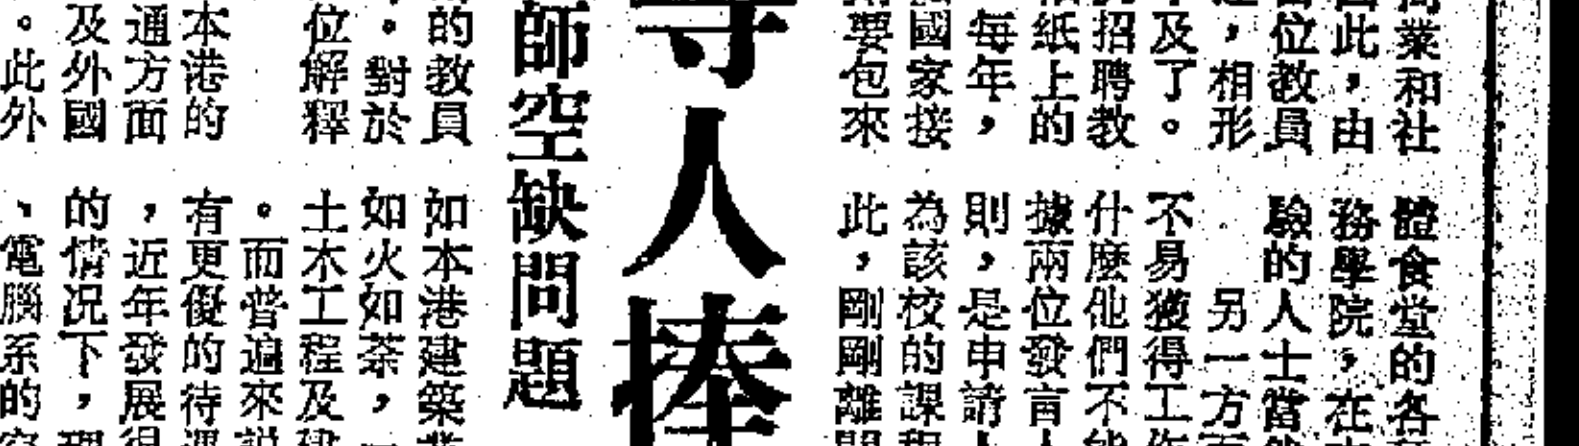 業和社
此，由
位教員
，相形
及了。
招聘教
紙上的
每年，
國家接
要包來
體食堂的各
務學院，在
驗的人士當
另一方
不易獲得工
什麼他們不
據兩位發言
則，是申請
為該校的課
此，剛剛離
人捧
師空缺問題
的教員
。對於
位解釋
本港的
通方面
及外國
。此外
如本港建築
如火如荼，
土木工程及
。而普遍來
有更優的待
，近年發展
的情況下，
、電腦系的